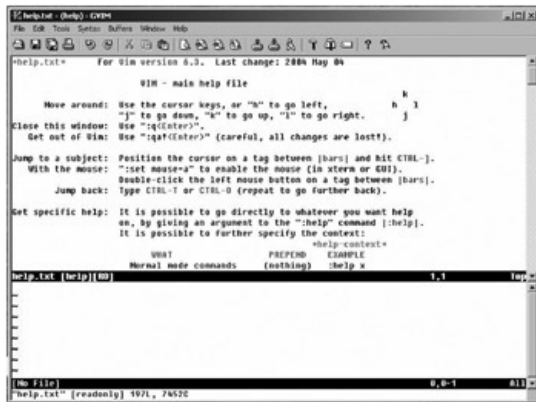 help.txt - (help) - GVIM
File Edit Tools Syntax Buffers Window Help
*help.txt* For Vim version 6.3. Last change: 2004 May 04
VIM - main help file
k
Move around: Use the cursor keys, or "h" to go left, h l
"j" to go down, "k" to go up, "l" to go right. j
Close this window: Use ":q<Enter>".
Get out of Vim: Use ":qa!<Enter>" (careful, all changes are lost!).
Jump to a subject: Position the cursor on a tag between |bars| and hit CTRL-].
With the mouse: ":set mouse=a" to enable the mouse (in xterm or GUI).
Double-click the left mouse button on a tag between |bars|.
Jump back: Type CTRL-T or CTRL-O (repeat to go further back).
Get specific help: It is possible to go directly to whatever you want help
on, by giving an argument to the ":help" command |:help|.
It is possible to further specify the context:
*help-context*
WHAT PREPEND EXAMPLE
Normal mode commands (nothing) :help x
help.txt [help][RO] 1,1 Top
~
~
~
~
~
~
~
[No File] 0,0-1 All
"help.txt" [readonly] 197L, 7452C